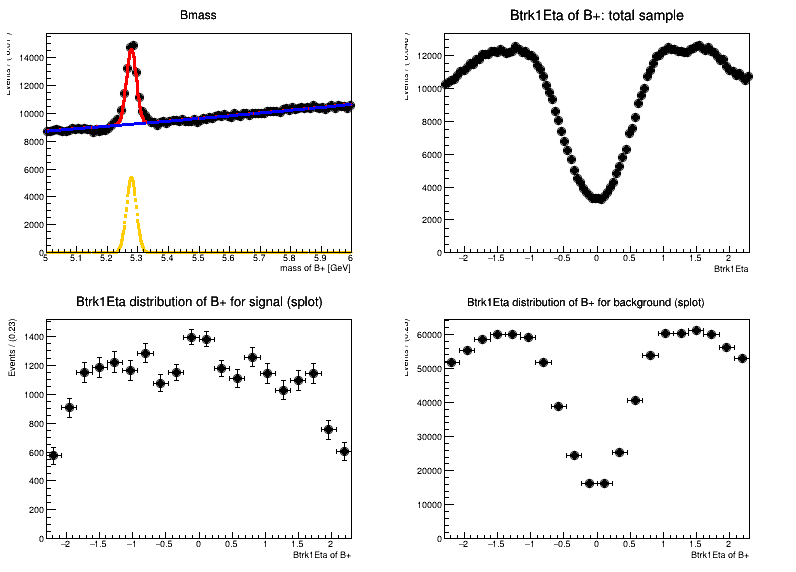 Bmass
Events / ( 0.01 )
14000
12000
10000
8000
6000
4000
2000
0
5 5.1 5.2 5.3 5.4 5.5 5.6 5.7 5.8 5.9 6
mass of B+ [GeV]
Btrk1Eta of B+: total sample
Events / (
12000
10000
8000
6000
4000
2000
0
−2 −1.5 −1 −0.5 0 0.5 1 1.5 2
Btrk1Eta
Btrk1Eta distribution of B+ for signal (splot)
Events / (0.23)
1400
1200
1000
800
600
400
200
0
−2 −1.5 −1 −0.5 0 0.5 1 1.5 2
Btrk1Eta of B+
Btrk1Eta distribution of B+ for background (splot)
Events / (0.23)
60000
50000
40000
30000
20000
10000
0
−2 −1.5 −1 −0.5 0 0.5 1 1.5 2
Btrk1Eta of B+